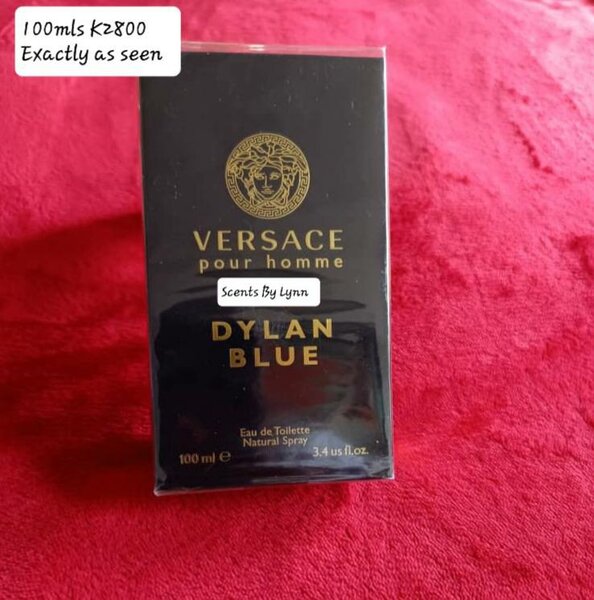 100mls K2800
Exactly as seen
VERSACE
pour homme
Scents By Lynn
DYLAN
BLUE
Eau de Toilette
Natural Spray
100 ml ℮ 3.4 us fl.oz.